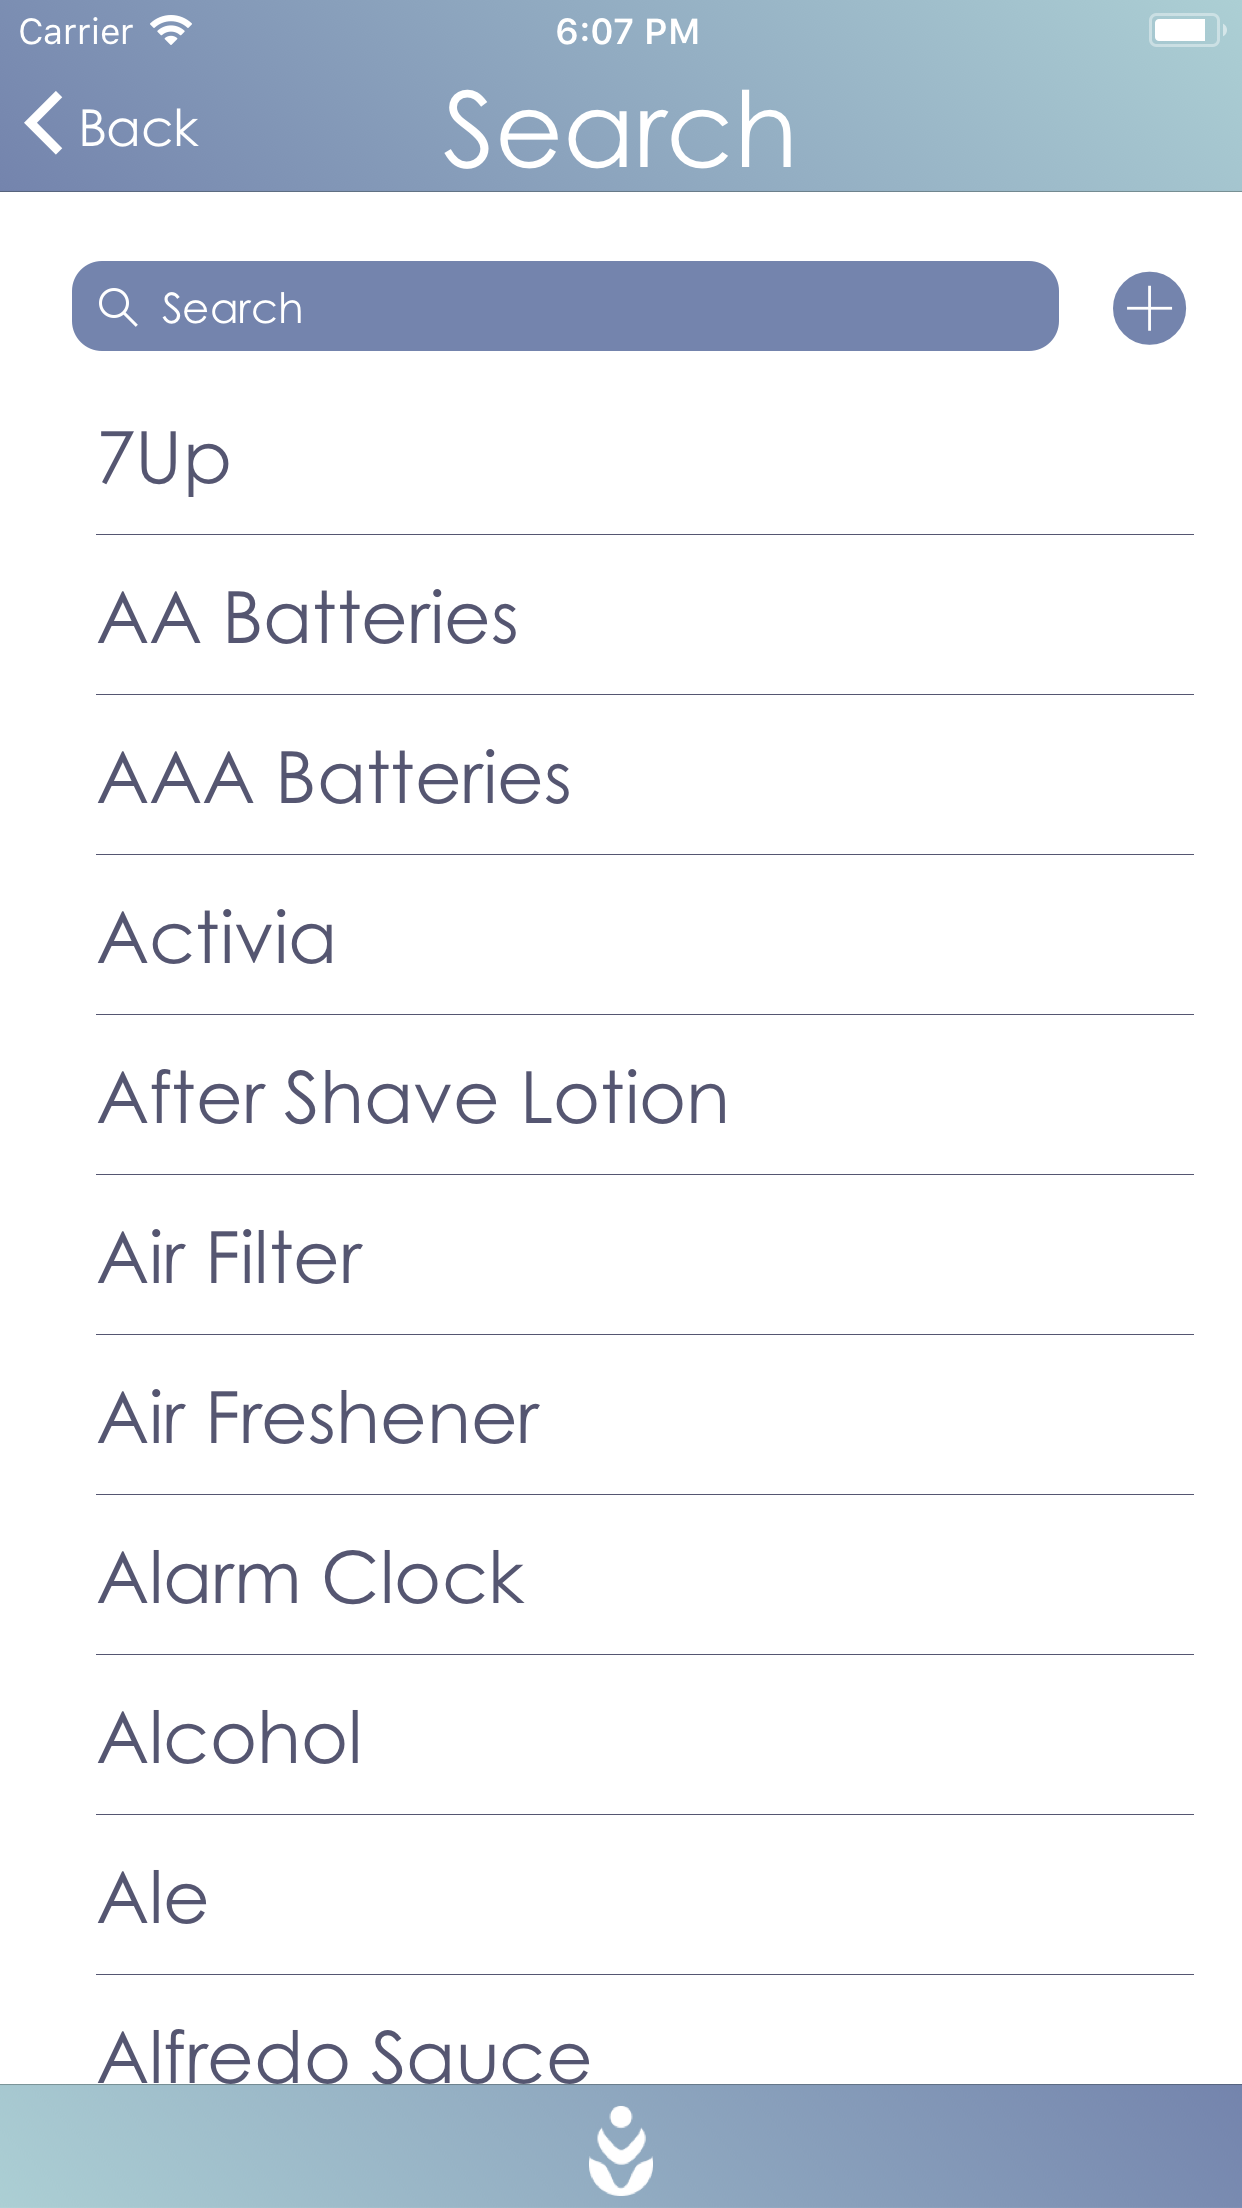 Carrier 6:07 PM
Back Search
Search
7Up
AA Batteries
AAA Batteries
Activia
After Shave Lotion
Air Filter
Air Freshener
Alarm Clock
Alcohol
Ale
Alfredo Sauce